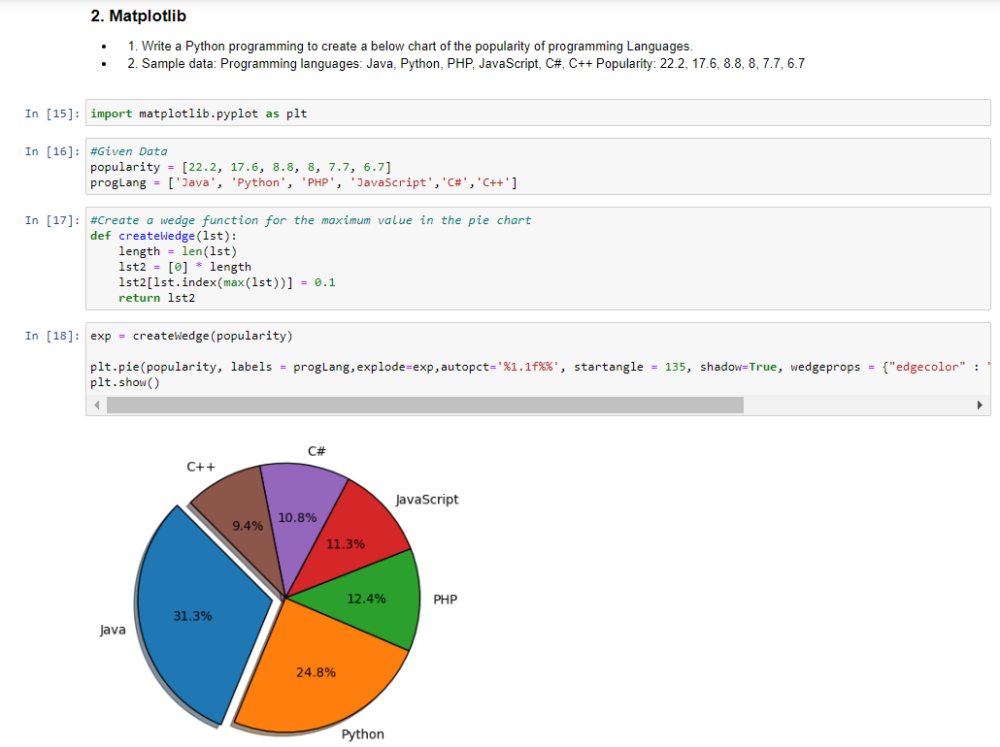 2. Matplotlib
• 1. Write a Python programming to create a below chart of the popularity of programming Languages.
• 2. Sample data: Programming languages: Java, Python, PHP, JavaScript, C#, C++ Popularity: 22.2, 17.6, 8.8, 8, 7.7, 6.7
In [15]: import matplotlib.pyplot as plt
In [16]: #Given Data
popularity = [22.2, 17.6, 8.8, 8, 7.7, 6.7]
progLang = ['Java', 'Python', 'PHP', 'JavaScript','C#','C++']
In [17]: #Create a wedge function for the maximum value in the pie chart
def createWedge(lst):
    length = len(lst)
    lst2 = [0] * length
    lst2[lst.index(max(lst))] = 0.1
    return lst2
In [18]: exp = createWedge(popularity)
plt.pie(popularity, labels = progLang,explode=exp,autopct='%1.1f%%', startangle = 135, shadow=True, wedgeprops = {"edgecolor" : '
plt.show()
C#
C++
JavaScript
10.8%
9.4%
11.3%
12.4%
PHP
31.3%
Java
24.8%
Python